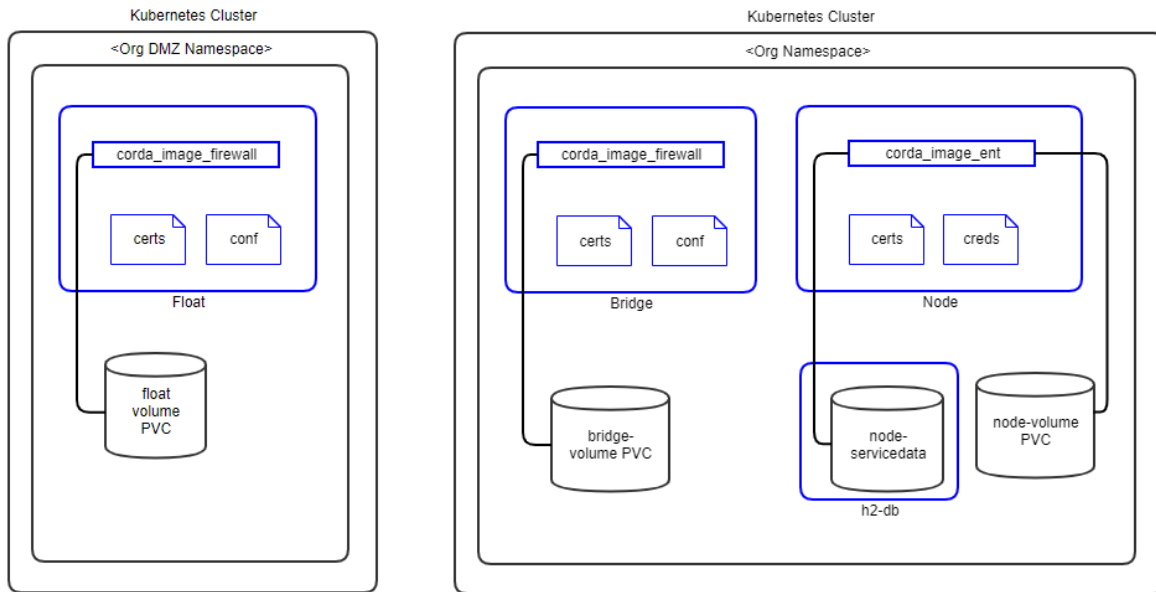 Kubernetes Cluster
<Org DMZ Namespace>
corda_image_firewall
certs
conf
Float
float
volume
PVC
Kubernetes Cluster
<Org Namespace>
corda_image_firewall
certs
conf
Bridge
bridge-
volume PVC
corda_image_ent
certs
creds
Node
node-
servicedata
h2-db
node-volume
PVC